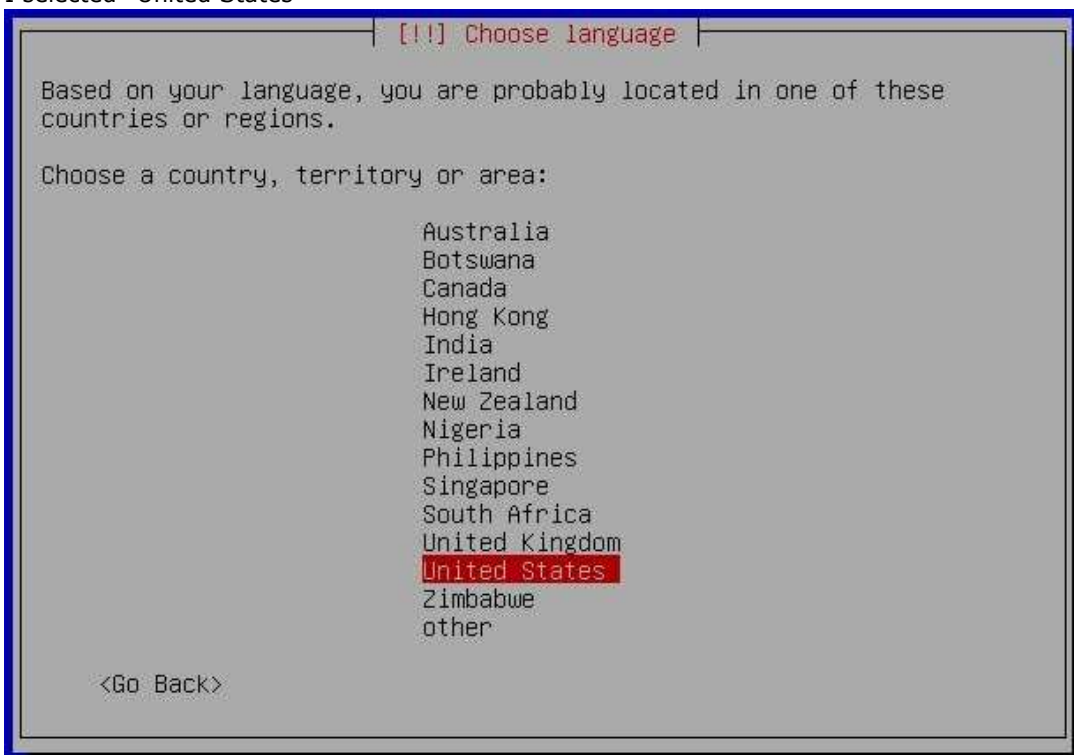 I selected "United States"
[!!] Choose language
Based on your language, you are probably located in one of these
countries or regions.
Choose a country, territory or area:
Australia
Botswana
Canada
Hong Kong
India
Ireland
New Zealand
Nigeria
Philippines
Singapore
South Africa
United Kingdom
United States
Zimbabwe
other
<Go Back>